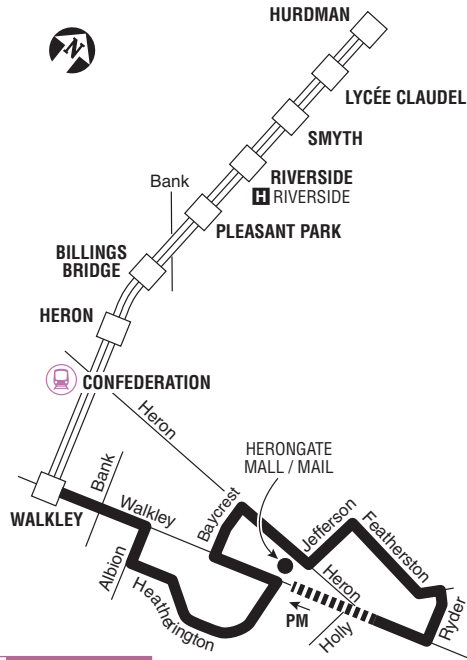 HURDMAN
N
LYCÉE CLAUDEL
SMYTH
RIVERSIDE
H RIVERSIDE
Bank
PLEASANT PARK
BILLINGS
BRIDGE
HERON
CONFEDERATION
Heron
HERONGATE
MALL / MAIL
WALKLEY
Bank
Walkley
Albion
Heatherington
Baycrest
Jefferson
Featherston
Heron
PM
Holly
Ryder